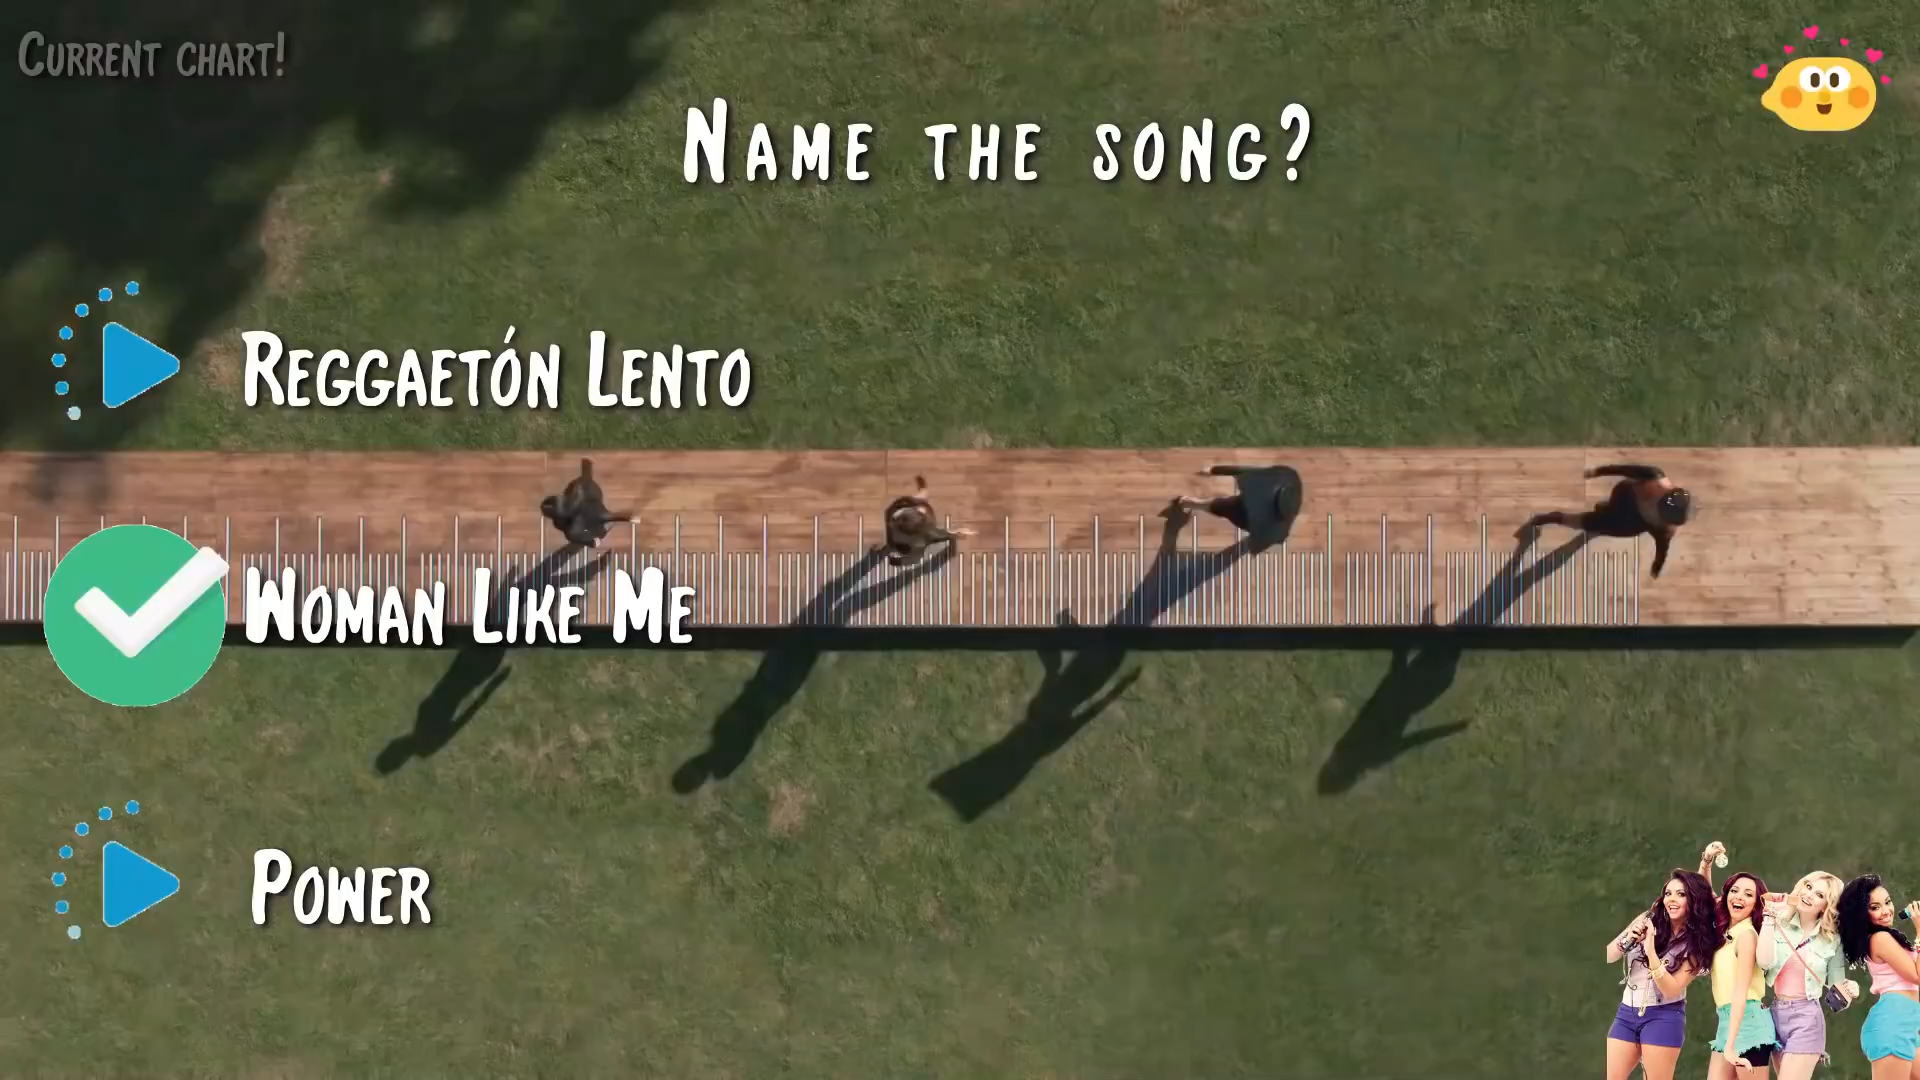 Current chart!
Name the song?
Reggaetón Lento
Woman Like Me
Power